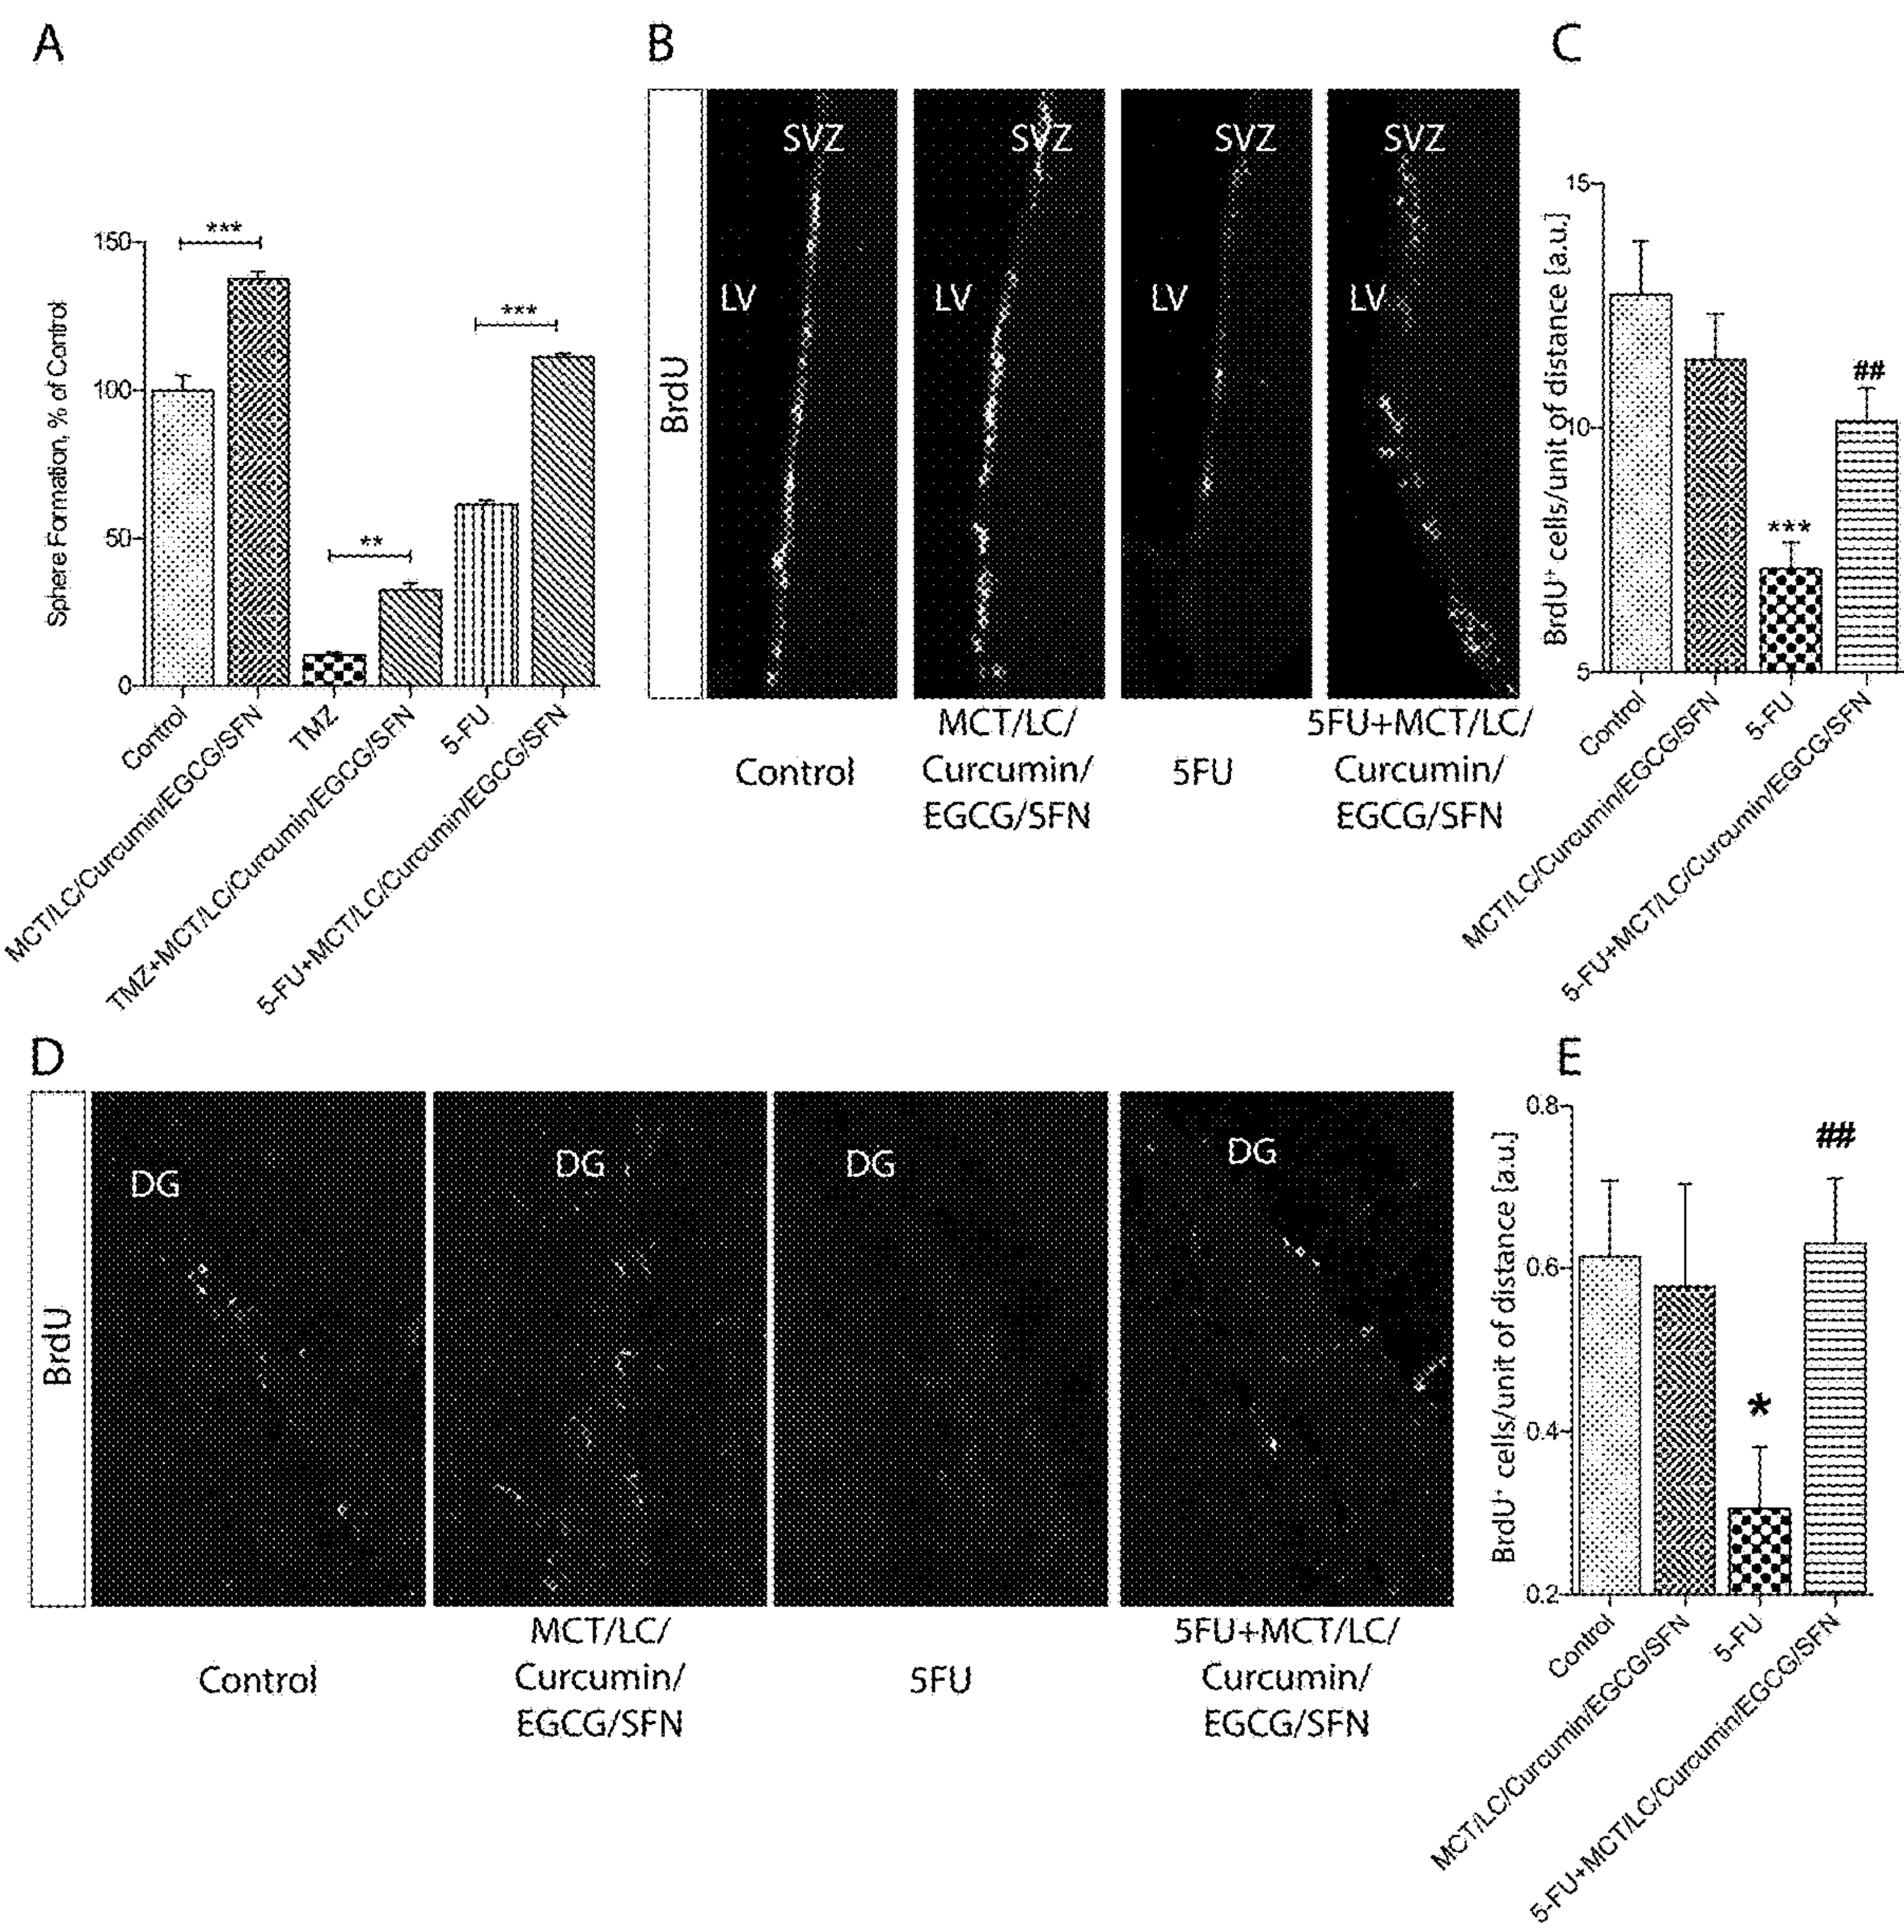 A
Sphere Formation, % of Control
150
100
50
0
***
**
***
Control
MCT/LC/Curcumin/EGCG/SFN
TMZ
TMZ+MCT/LC/Curcumin/EGCG/SFN
5-FU
5-FU+MCT/LC/Curcumin/EGCG/SFN
B
BrdU
SVZ
LV
SVZ
LV
SVZ
LV
SVZ
LV
Control
MCT/LC/
Curcumin/
EGCG/SFN
5FU
5FU+MCT/LC/
Curcumin/
EGCG/SFN
C
BrdU+ cells/unit of distance [a.u.]
15
10
5
***
##
Control
MCT/LC/Curcumin/EGCG/SFN
5-FU
5-FU+MCT/LC/Curcumin/EGCG/SFN
D
BrdU
DG
DG
DG
DG
Control
MCT/LC/
Curcumin/
EGCG/SFN
5FU
5FU+MCT/LC/
Curcumin/
EGCG/SFN
E
BrdU+ cells/unit of distance [a.u.]
0.8
0.6
0.4
0.2
*
##
Control
MCT/LC/Curcumin/EGCG/SFN
5-FU
5-FU+MCT/LC/Curcumin/EGCG/SFN